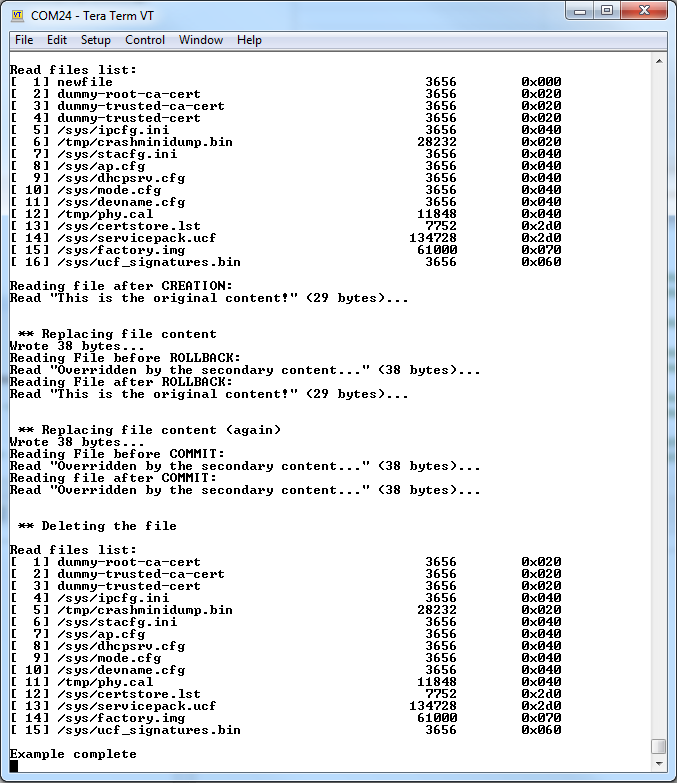 COM24 - Tera Term VT
File Edit Setup Control Window Help
Read files list:
[  1] newfile                                       3656        0x000
[  2] dummy-root-ca-cert                            3656        0x020
[  3] dummy-trusted-ca-cert                         3656        0x020
[  4] dummy-trusted-cert                            3656        0x020
[  5] /sys/ipcfg.ini                                3656        0x040
[  6] /tmp/crashminidump.bin                       28232        0x020
[  7] /sys/stacfg.ini                               3656        0x040
[  8] /sys/ap.cfg                                   3656        0x040
[  9] /sys/dhcpsrv.cfg                              3656        0x040
[ 10] /sys/mode.cfg                                 3656        0x040
[ 11] /sys/devname.cfg                              3656        0x040
[ 12] /tmp/phy.cal                                 11848        0x040
[ 13] /sys/certstore.lst                            7752        0x2d0
[ 14] /sys/servicepack.ucf                        134728        0x2d0
[ 15] /sys/factory.img                             61000        0x070
[ 16] /sys/ucf_signatures.bin                       3656        0x060
Reading file after CREATION:
Read "This is the original content!" (29 bytes)...
** Replacing file content
Wrote 38 bytes...
Reading File before ROLLBACK:
Read "Overridden by the secondary content..." (38 bytes)...
Reading File after ROLLBACK:
Read "This is the original content!" (29 bytes)...
** Replacing file content (again)
Wrote 38 bytes...
Reading File before COMMIT:
Read "Overridden by the secondary content..." (38 bytes)...
Reading file after COMMIT:
Read "Overridden by the secondary content..." (38 bytes)...
** Deleting the file
Read files list:
[  1] dummy-root-ca-cert                            3656        0x020
[  2] dummy-trusted-ca-cert                         3656        0x020
[  3] dummy-trusted-cert                            3656        0x020
[  4] /sys/ipcfg.ini                                3656        0x040
[  5] /tmp/crashminidump.bin                       28232        0x020
[  6] /sys/stacfg.ini                               3656        0x040
[  7] /sys/ap.cfg                                   3656        0x040
[  8] /sys/dhcpsrv.cfg                              3656        0x040
[  9] /sys/mode.cfg                                 3656        0x040
[ 10] /sys/devname.cfg                              3656        0x040
[ 11] /tmp/phy.cal                                 11848        0x040
[ 12] /sys/certstore.lst                            7752        0x2d0
[ 13] /sys/servicepack.ucf                        134728        0x2d0
[ 14] /sys/factory.img                             61000        0x070
[ 15] /sys/ucf_signatures.bin                       3656        0x060
Example complete